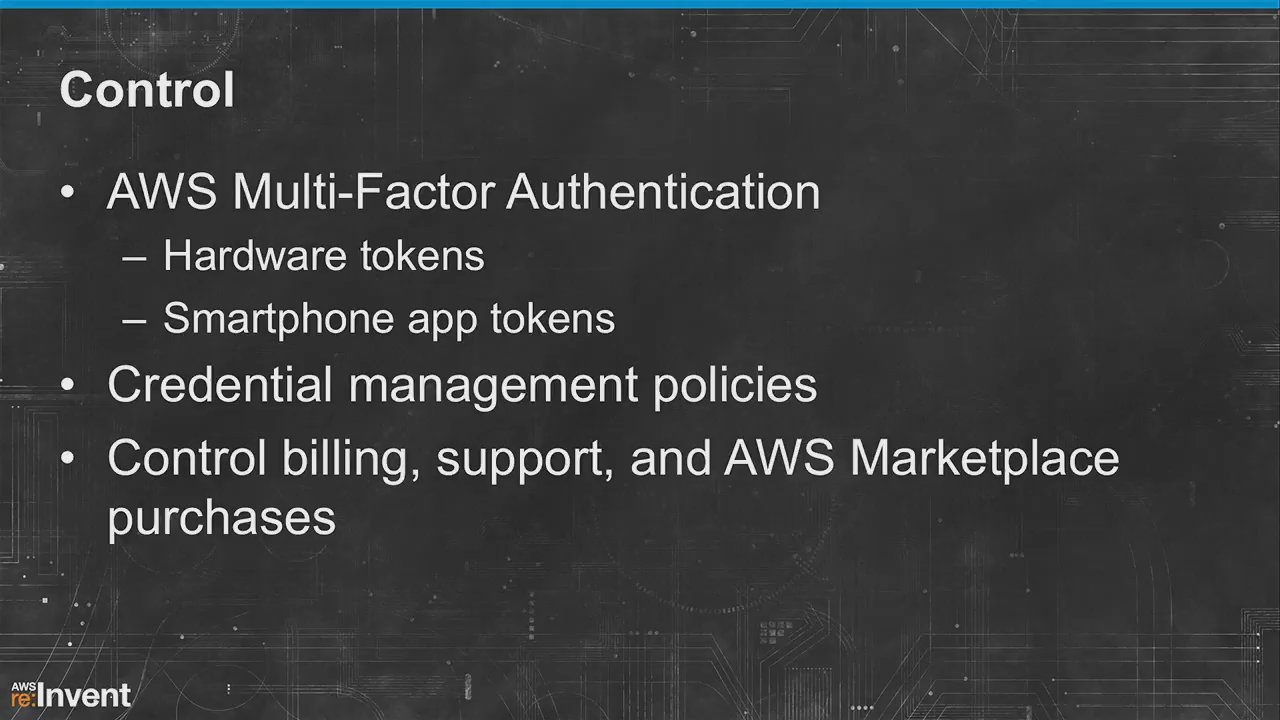 Control
• AWS Multi-Factor Authentication
– Hardware tokens
– Smartphone app tokens
• Credential management policies
• Control billing, support, and AWS Marketplace
purchases
AWS
re:Invent